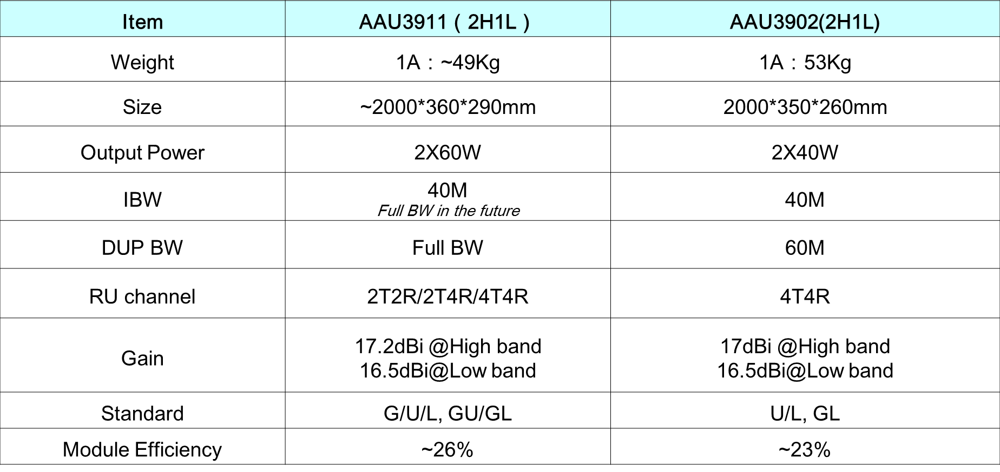 Item AAU3911 ( 2H1L ) AAU3902(2H1L)
Weight 1A：~49Kg 1A：53Kg
Size ~2000*360*290mm 2000*350*260mm
Output Power 2X60W 2X40W
IBW 40M 40M
Full BW in the future
DUP BW Full BW 60M
RU channel 2T2R/2T4R/4T4R 4T4R
Gain 17.2dBi @High band 17dBi @High band
16.5dBi@Low band 16.5dBi@Low band
Standard G/U/L, GU/GL U/L, GL
Module Efficiency ~26% ~23%